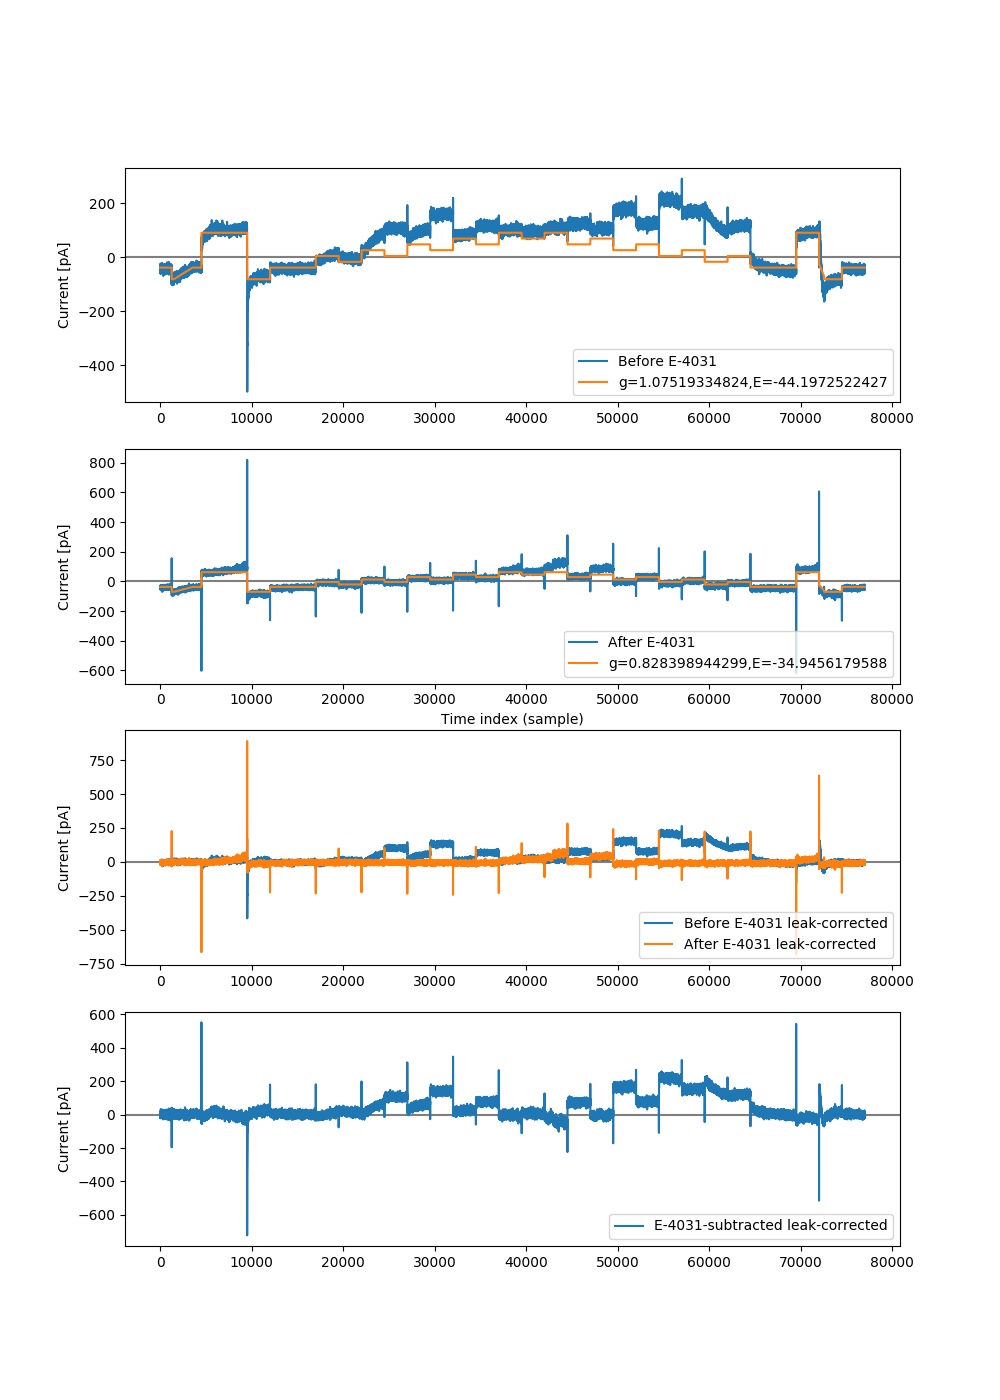 200
0
−200
−400
Current [pA]
Before E-4031
g=1.07519334824,E=-44.1972522427
0 10000 20000 30000 40000 50000 60000 70000 80000
800
600
400
200
0
−200
−400
−600
Current [pA]
After E-4031
g=0.828398944299,E=-34.9456179588
0 10000 20000 30000 40000 50000 60000 70000 80000
Time index (sample)
750
500
250
0
−250
−500
−750
Current [pA]
Before E-4031 leak-corrected
After E-4031 leak-corrected
0 10000 20000 30000 40000 50000 60000 70000 80000
600
400
200
0
−200
−400
−600
Current [pA]
E-4031-subtracted leak-corrected
0 10000 20000 30000 40000 50000 60000 70000 80000